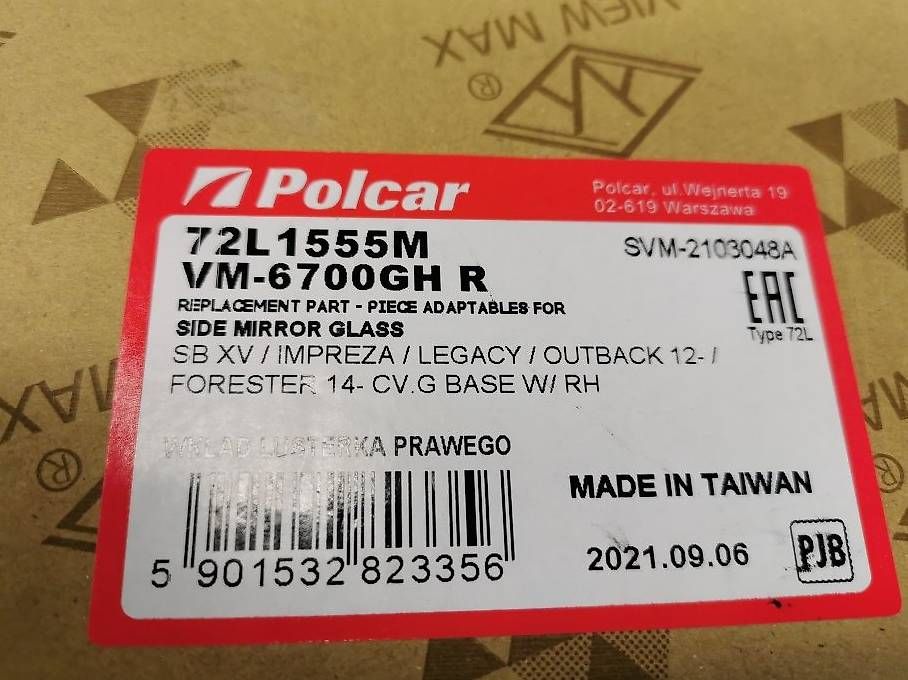 VIEW MAX
®
Polcar
Polcar, ul.Wejnerta 19
02-619 Warszawa
72L1555M
VM-6700GH R
SVM-2103048A
EAC
Type 72L
REPLACEMENT PART - PIECE ADAPTABLES FOR
SIDE MIRROR GLASS
SB XV / IMPREZA / LEGACY / OUTBACK 12- /
FORESTER 14- CV.G BASE W/ RH
WKLAD LUSTERKA PRAWEGO
MADE IN TAIWAN
5 901532 823356
2021.09.06
PJB
MAX
®